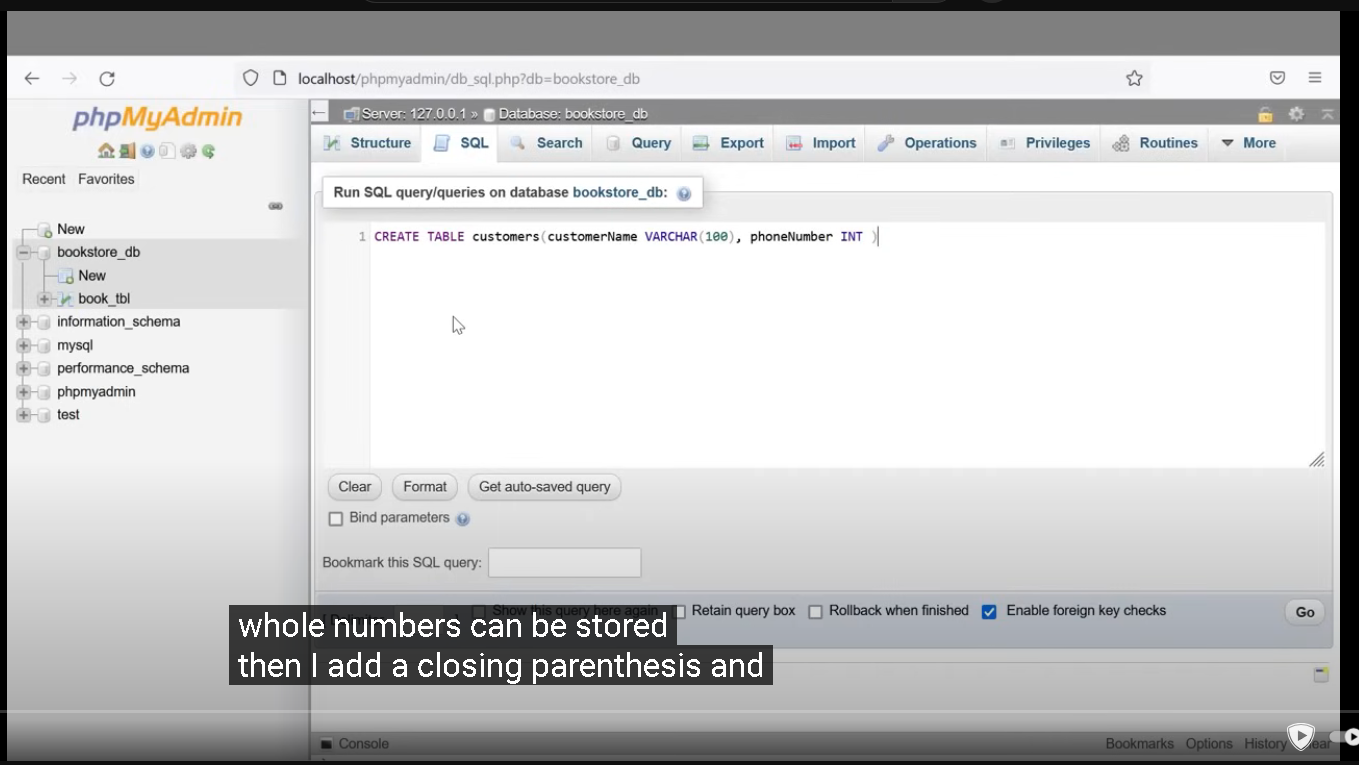 localhost/phpmyadmin/db_sql.php?db=bookstore_db
phpMyAdmin
Server: 127.0.0.1 » Database: bookstore_db
Structure SQL Search Query Export Import Operations Privileges Routines More
Recent Favorites
Run SQL query/queries on database bookstore_db:
New
bookstore_db
New
book_tbl
information_schema
mysql
performance_schema
phpmyadmin
test
1 CREATE TABLE customers(customerName VARCHAR(100), phoneNumber INT )
Clear Format Get auto-saved query
Bind parameters
Bookmark this SQL query:
Show this query here again Retain query box Rollback when finished Enable foreign key checks Go
whole numbers can be stored
then I add a closing parenthesis and
Console Bookmarks Options History